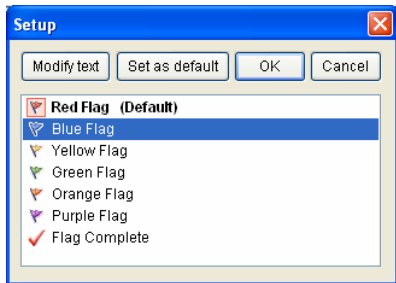 Setup
Modify text Set as default OK Cancel
Red Flag (Default)
Blue Flag
Yellow Flag
Green Flag
Orange Flag
Purple Flag
Flag Complete